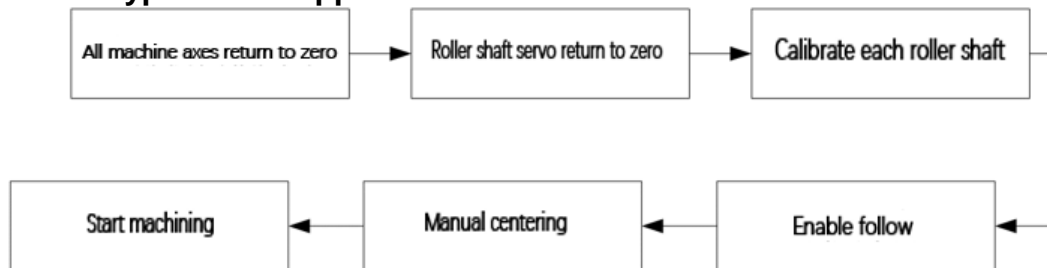 All machine axes return to zero
Roller shaft servo return to zero
Calibrate each roller shaft
Enable follow
Manual centering
Start machining